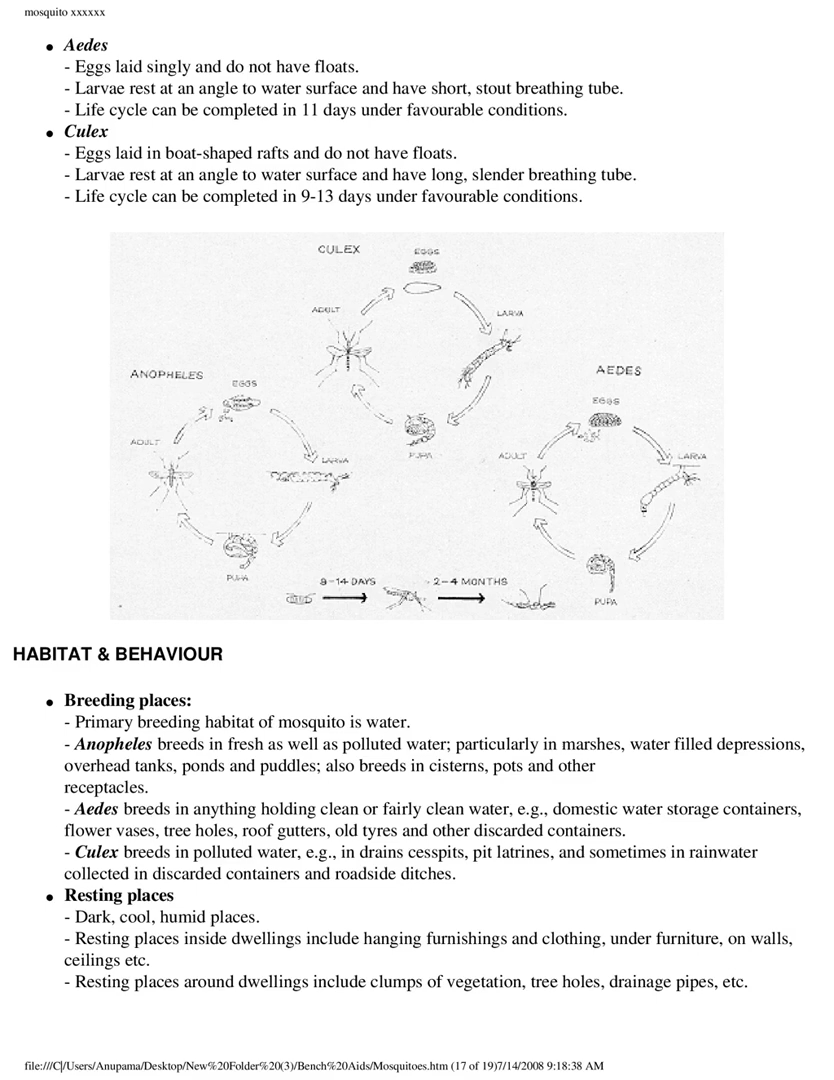 mosquito xxxxxx
● Aedes
- Eggs laid singly and do not have floats.
- Larvae rest at an angle to water surface and have short, stout breathing tube.
- Life cycle can be completed in 11 days under favourable conditions.
● Culex
- Eggs laid in boat-shaped rafts and do not have floats.
- Larvae rest at an angle to water surface and have long, slender breathing tube.
- Life cycle can be completed in 9-13 days under favourable conditions.
CULEX
EGGS
ADULT
LARVA
PUPA
ANOPHELES
EGGS
ADULT
LARVA
PUPA
AEDES
EGGS
ADULT
LARVA
PUPA
9-14 DAYS
2-4 MONTHS
HABITAT & BEHAVIOUR
● Breeding places:
- Primary breeding habitat of mosquito is water.
- Anopheles breeds in fresh as well as polluted water; particularly in marshes, water filled depressions,
overhead tanks, ponds and puddles; also breeds in cisterns, pots and other
receptacles.
- Aedes breeds in anything holding clean or fairly clean water, e.g., domestic water storage containers,
flower vases, tree holes, roof gutters, old tyres and other discarded containers.
- Culex breeds in polluted water, e.g., in drains cesspits, pit latrines, and sometimes in rainwater
collected in discarded containers and roadside ditches.
● Resting places
- Dark, cool, humid places.
- Resting places inside dwellings include hanging furnishings and clothing, under furniture, on walls,
ceilings etc.
- Resting places around dwellings include clumps of vegetation, tree holes, drainage pipes, etc.
file:///C|/Users/Anupama/Desktop/New%20Folder%20(3)/Bench%20Aids/Mosquitoes.htm (17 of 19)7/14/2008 9:18:38 AM